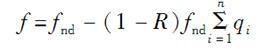 f = f_nd − (1 − R) f_nd ∑_{i=1}^{n} q_i